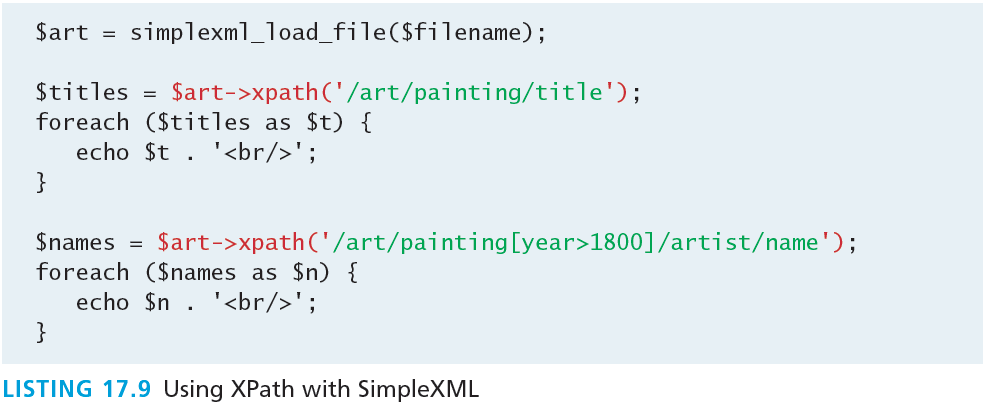 $art = simplexml_load_file($filename);
$titles = $art->xpath('/art/painting/title');
foreach ($titles as $t) {
echo $t . '<br/>';
}
$names = $art->xpath('/art/painting[year>1800]/artist/name');
foreach ($names as $n) {
echo $n . '<br/>';
}
LISTING 17.9 Using XPath with SimpleXML